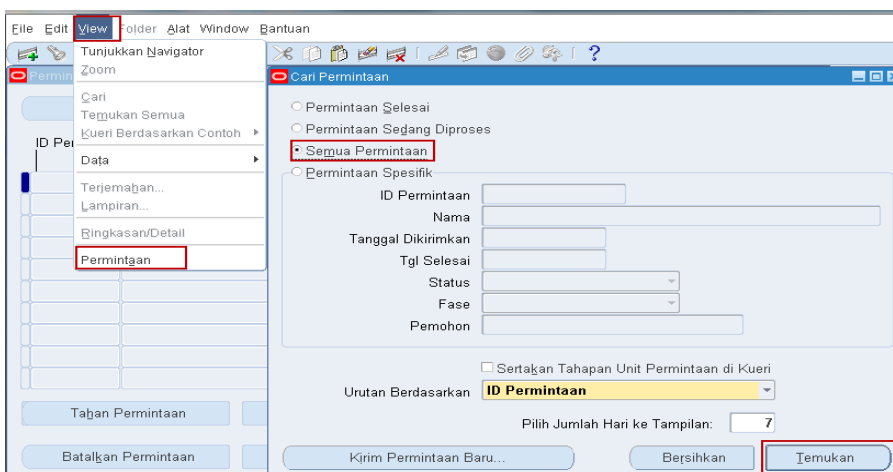 File Edit View Folder Alat Window Bantuan
Tunjukkan Navigator
Zoom
Cari
Temukan Semua
Kueri Berdasarkan Contoh
Data
Terjemahan...
Lampiran...
Ringkasan/Detail
Permintaan
Cari Permintaan
Permintaan Selesai
Permintaan Sedang Diproses
Semua Permintaan
Permintaan Spesifik
ID Permintaan
Nama
Tanggal Dikirimkan
Tgl Selesai
Status
Fase
Pemohon
Sertakan Tahapan Unit Permintaan di Kueri
Urutan Berdasarkan ID Permintaan
Pilih Jumlah Hari ke Tampilan: 7
Kirim Permintaan Baru... Bersihkan Temukan
Tahan Permintaan
Batalkan Permintaan